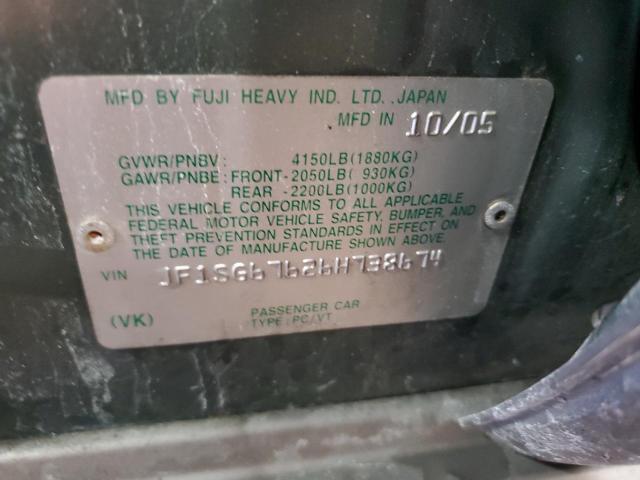 MFD BY FUJI HEAVY IND. LTD. JAPAN
MFD IN 10/05
GVWR/PNBV: 4150LB(1880KG)
GAWR/PNBE: FRONT-2050LB( 930KG)
REAR -2200LB(1000KG)
THIS VEHICLE CONFORMS TO ALL APPLICABLE
FEDERAL MOTOR VEHICLE SAFETY, BUMPER, AND
THEFT PREVENTION STANDARDS IN EFFECT ON
THE DATE OF MANUFACTURE SHOWN ABOVE.
VIN JF1SG67626H738674
PASSENGER CAR
(VK) TYPE:PC/VT